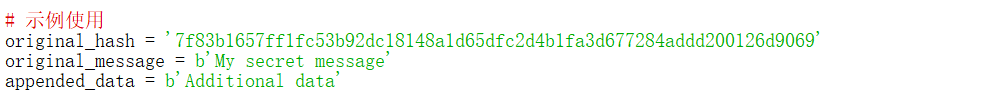 # 示例使用
original_hash = '7f83b1657ff1fc53b92dc18148a1d65dfc2d4b1fa3d677284addd200126d9069'
original_message = b'My secret message'
appended_data = b'Additional data'